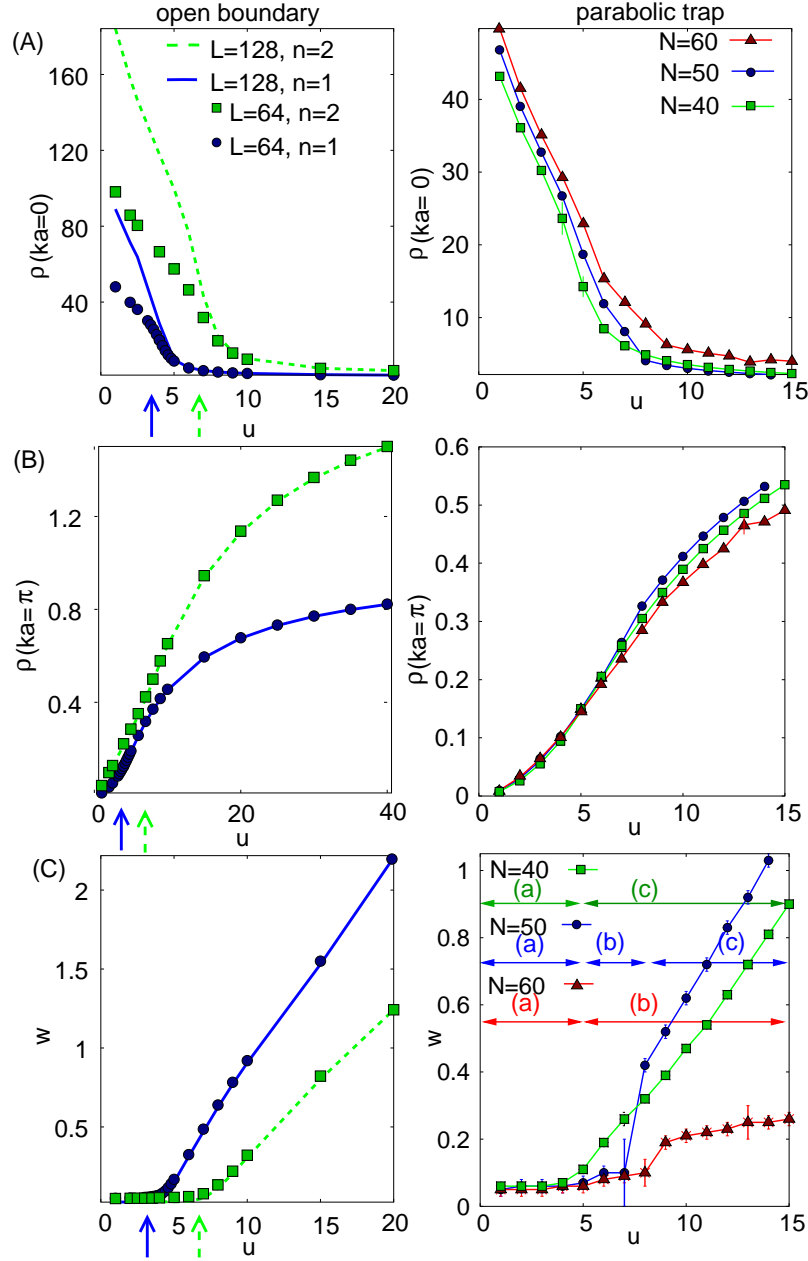 open boundary
parabolic trap
(A)
L=128, n=2
L=128, n=1
L=64, n=2
L=64, n=1
ρ(ka=0)
160
120
80
40
0 5 10 15 20
u
N=60
N=50
N=40
ρ(ka= 0)
40
30
20
10
0 5 10 15
u
(B)
ρ(ka= π)
1.2
0.8
0.4
0 20 40
u
ρ(ka= π)
0.6
0.5
0.4
0.3
0.2
0.1
0
0 5 10 15
u
(C)
w
2
1.5
1
0.5
0 5 10 15 20
u
N=40
(a) (c)
N=50
(a) (b) (c)
N=60
(a) (b)
w
1
0.8
0.6
0.4
0.2
0
0 5 10 15
u